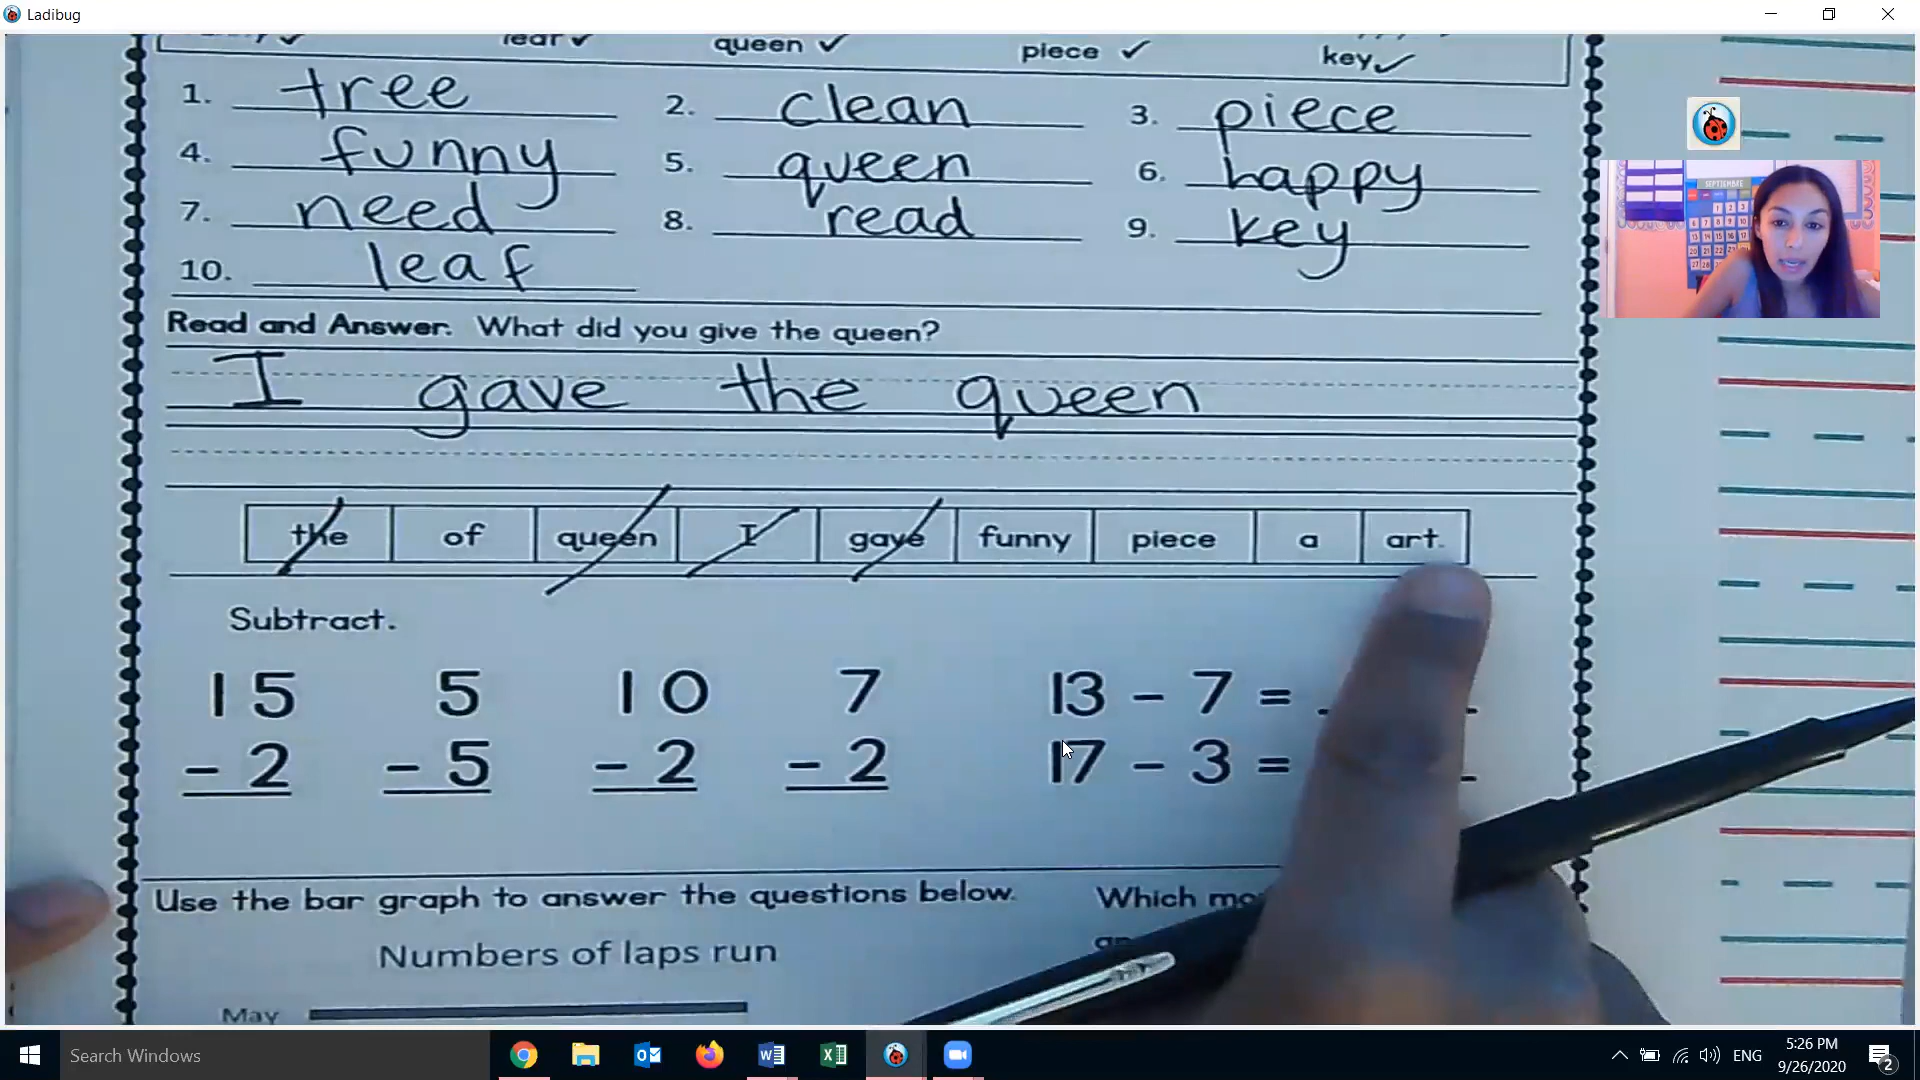 Ladibug
lear ✓ queen ✓ piece ✓ key ✓
1. tree 2. clean 3. piece
4. funny 5. queen 6. happy
7. need 8. read 9. key
10. leaf
Read and Answer. What did you give the queen?
I gave the queen
the of queen I gave funny piece a art.
Subtract.
15 5 10 7 13 - 7 =
- 2 - 5 - 2 - 2 17 - 3 =
Use the bar graph to answer the questions below. Which
Numbers of laps run
May
SEPTIEMBRE
Search Windows
ENG
5:26 PM
9/26/2020
2